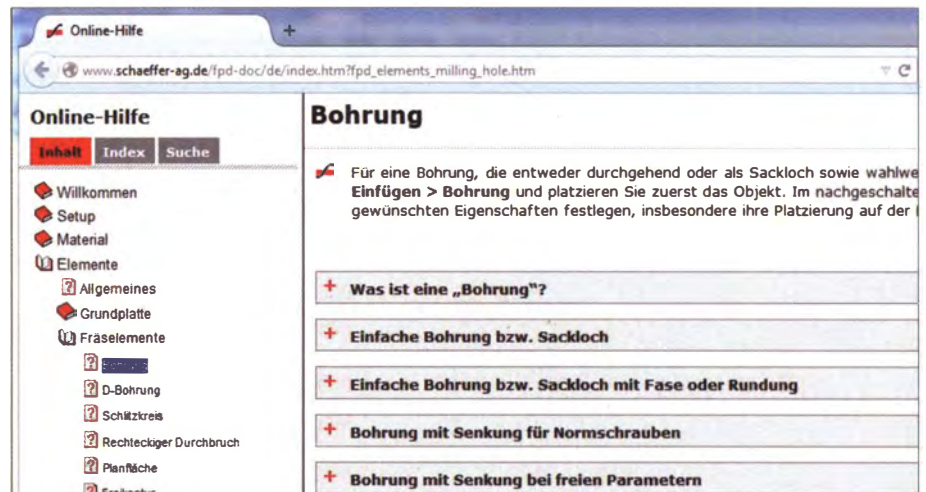 Online-Hilfe
www.schaeffer-ag.de/fpd-doc/de/index.htm?fpd_elements_milling_hole.htm
Online-Hilfe
Inhalt Index Suche
Willkommen
Setup
Material
Elemente
Allgemeines
Grundplatte
Fräselemente
D-Bohrung
Schlitzkreis
Rechteckiger Durchbruch
Planfläche
Bohrung
Für eine Bohrung, die entweder durchgehend oder als Sackloch sowie wahlwe
Einfügen > Bohrung und platzieren Sie zuerst das Objekt. Im nachgeschalte
gewünschten Eigenschaften festlegen, insbesondere ihre Platzierung auf der
+ Was ist eine „Bohrung“?
+ Einfache Bohrung bzw. Sackloch
+ Einfache Bohrung bzw. Sackloch mit Fase oder Rundung
+ Bohrung mit Senkung für Normschrauben
+ Bohrung mit Senkung bei freien Parametern